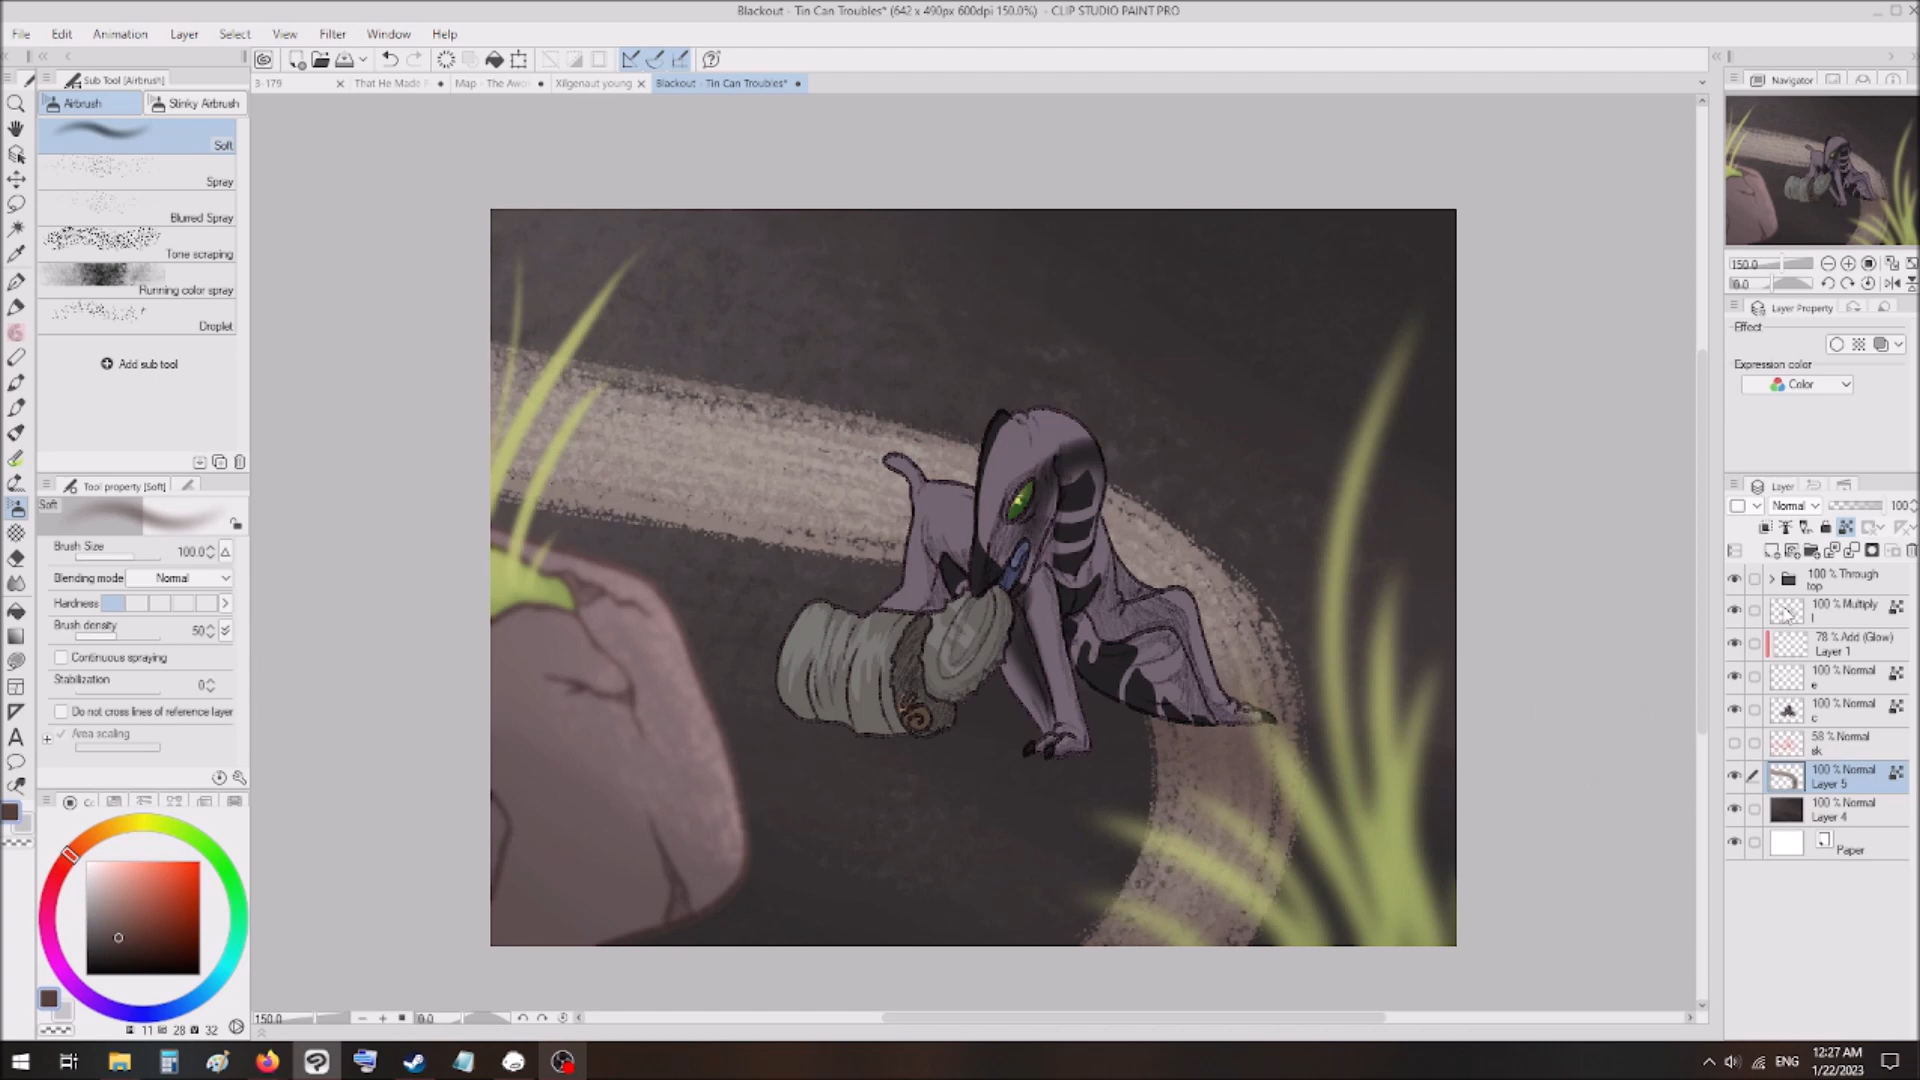 Blackout - Tin Can Troubles* (642 x 490px 600dpi 150.0%) - CLIP STUDIO PAINT PRO
File Edit Animation Layer Select View Filter Window Help
Sub Tool [Airbrush]
Navigator
3-179
That He Made
Map - The Awo
Xilgenaut young
Blackout - Tin Can Troubles*
Airbrush
Stinky Airbrush
Soft
Spray
Blurred Spray
Tone scraping
Running color spray
Droplet
Add sub tool
150.0
0.0
Layer Property
Effect
Expression color
Color
Tool property [Soft]
Soft
Brush Size 100.0
Blending mode Normal
Hardness
Brush density 50
Continuous spraying
Stabilization 0
Do not cross lines of reference layer
Area scaling
Layer
Normal 100
100 % Through
top
100 % Multiply
l
78 % Add (Glow)
Layer 1
100 % Normal
e
100 % Normal
c
58 % Normal
sk
100 % Normal
Layer 5
100 % Normal
Layer 4
Paper
11 28 32
150.0
0.0
ENG
12:27 AM
1/22/2023